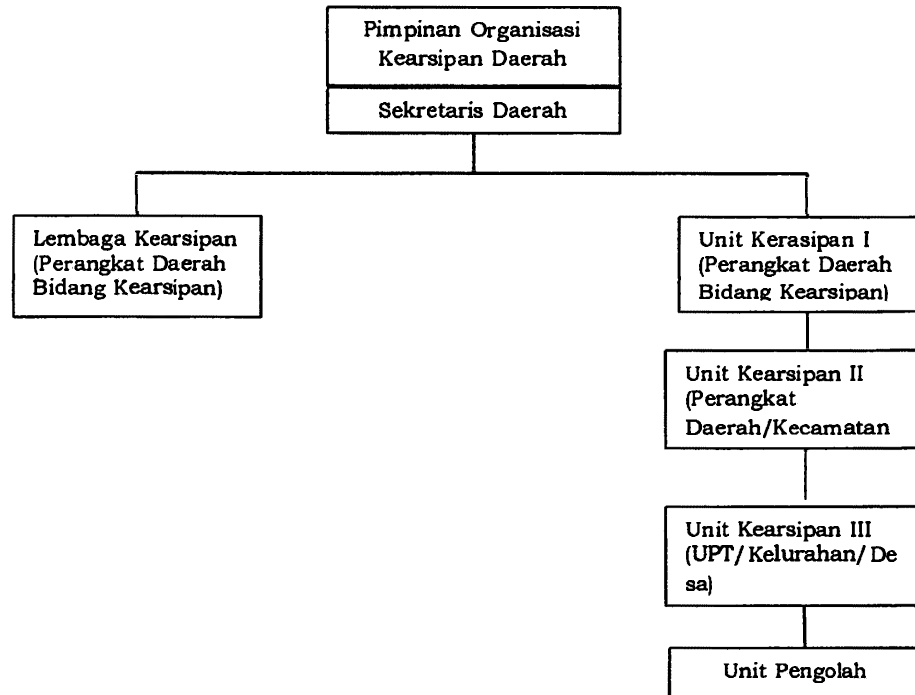 Pimpinan Organisasi
Kearsipan Daerah
Sekretaris Daerah
Lembaga Kearsipan
(Perangkat Daerah
Bidang Kearsipan)
Unit Kerasipan I
(Perangkat Daerah
Bidang Kearsipan)
Unit Kearsipan II
(Perangkat
Daerah/Kecamatan
Unit Kearsipan III
(UPT/Kelurahan/De
sa)
Unit Pengolah